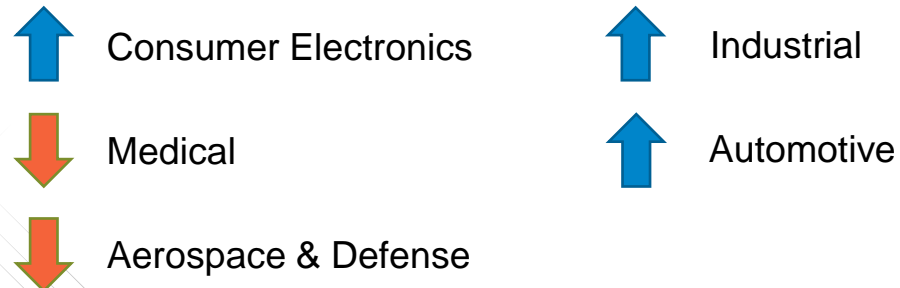 Consumer Electronics
Medical
Aerospace & Defense
Industrial
Automotive